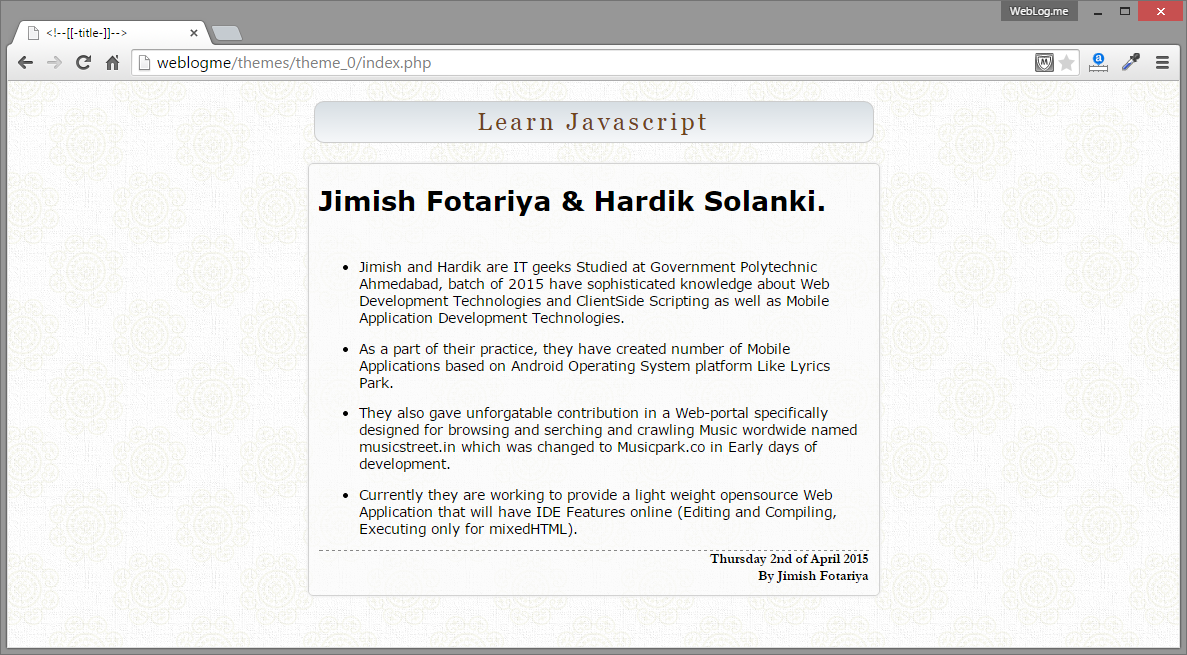 WebLog.me
<!--[[-title-]]-->
weblogme/themes/theme_0/index.php
Learn Javascript
Jimish Fotariya & Hardik Solanki.
• Jimish and Hardik are IT geeks Studied at Government Polytechnic
Ahmedabad, batch of 2015 have sophisticated knowledge about Web
Development Technologies and ClientSide Scripting as well as Mobile
Application Development Technologies.
• As a part of their practice, they have created number of Mobile
Applications based on Android Operating System platform Like Lyrics
Park.
• They also gave unforgatable contribution in a Web-portal specifically
designed for browsing and serching and crawling Music wordwide named
musicstreet.in which was changed to Musicpark.co in Early days of
development.
• Currently they are working to provide a light weight opensource Web
Application that will have IDE Features online (Editing and Compiling,
Executing only for mixedHTML).
Thursday 2nd of April 2015
By Jimish Fotariya